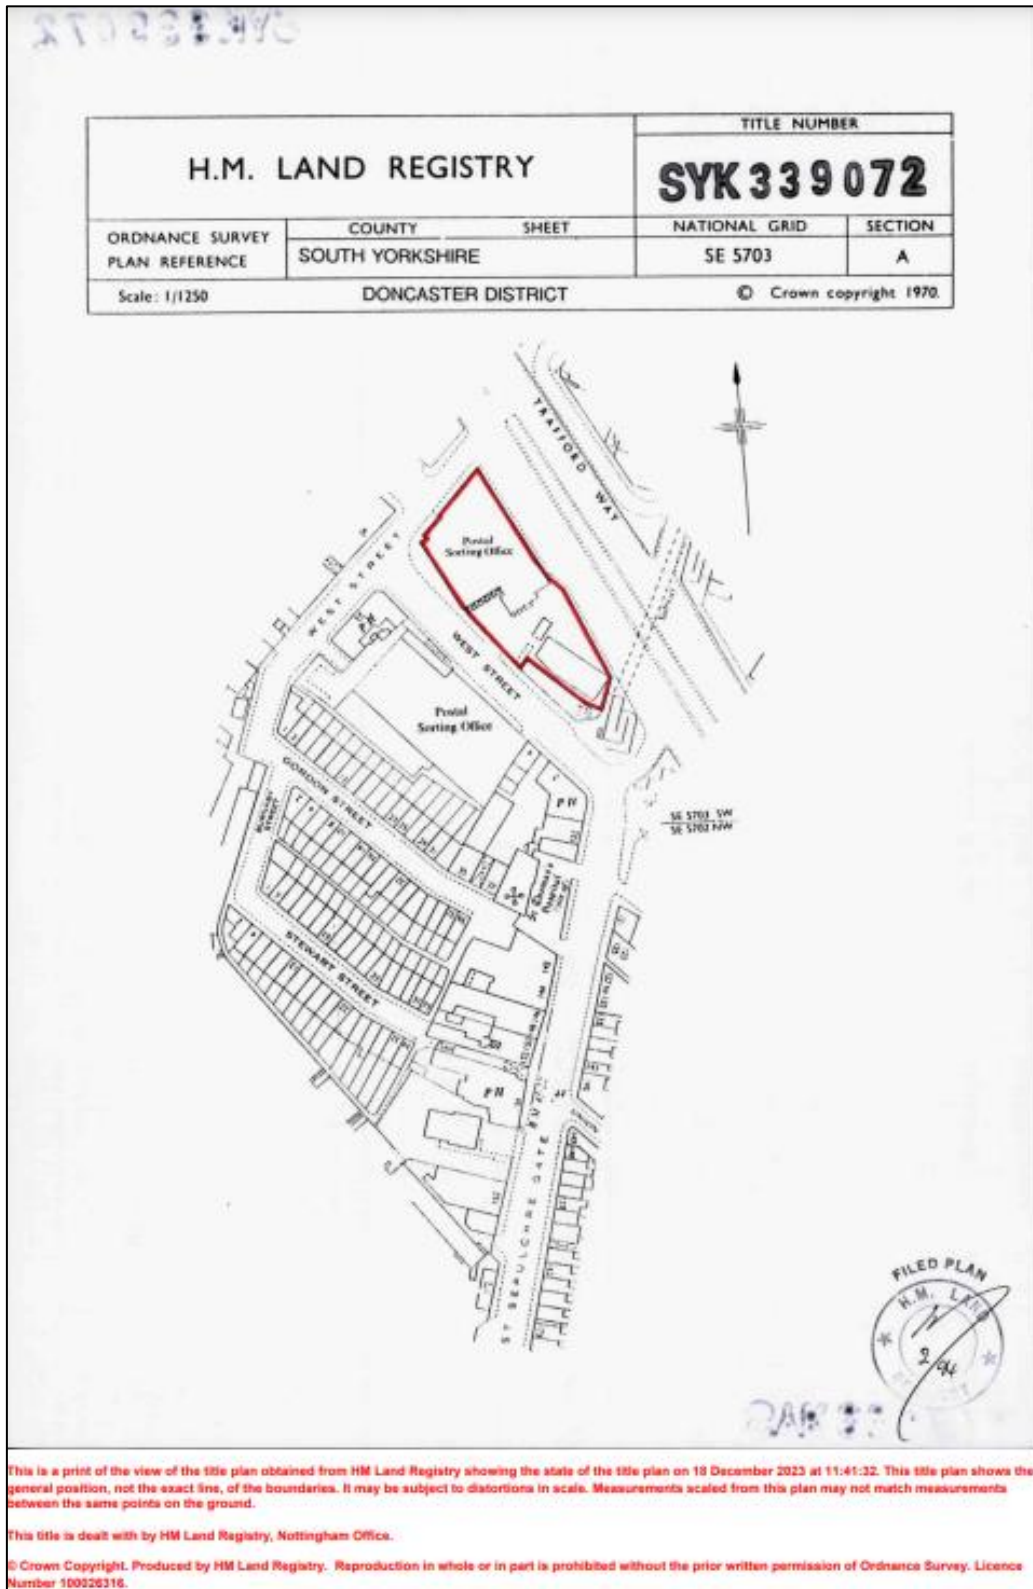 H.M. LAND REGISTRY
TITLE NUMBER
SYK 339072
ORDNANCE SURVEY
PLAN REFERENCE
COUNTY SHEET
SOUTH YORKSHIRE
NATIONAL GRID
SE 5703
SECTION
A
Scale: 1/1250
DONCASTER DISTRICT
© Crown copyright 1970.
TRAFFORD WAY
Postal
Sorting Office
WEST STREET
P H
WEST STREET
Postal
Sorting Office
GORDON STREET
P H
SE 5703 SW
SE 5702 NW
St Thomas's
Hospital
STEWART STREET
P H
ST SEPULCHRE GATE
FILED PLAN
H.M. LAND
This is a print of the view of the title plan obtained from HM Land Registry showing the state of the title plan on 18 December 2023 at 11:41:32. This title plan shows the
general position, not the exact line, of the boundaries. It may be subject to distortions in scale. Measurements scaled from this plan may not match measurements
between the same points on the ground.
This title is dealt with by HM Land Registry, Nottingham Office.
© Crown Copyright. Produced by HM Land Registry. Reproduction in whole or in part is prohibited without the prior written permission of Ordnance Survey. Licence
Number 100026316.